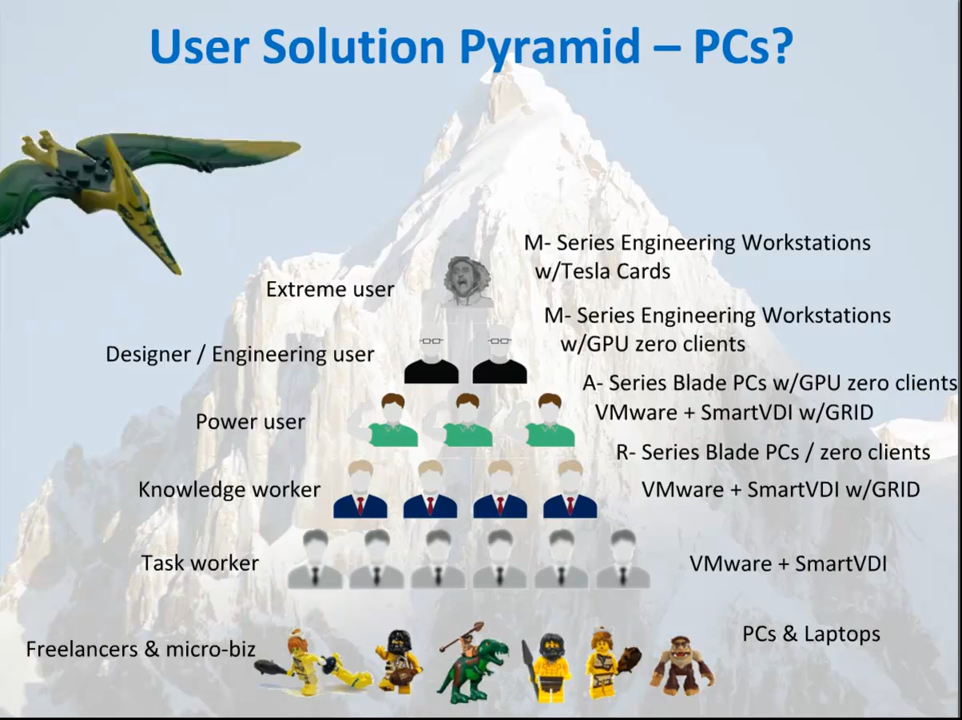 User Solution Pyramid – PCs?
M- Series Engineering Workstations
w/Tesla Cards
Extreme user
M- Series Engineering Workstations
w/GPU zero clients
Designer / Engineering user
A- Series Blade PCs w/GPU zero clients
VMware + SmartVDI w/GRID
Power user
R- Series Blade PCs / zero clients
VMware + SmartVDI w/GRID
Knowledge worker
Task worker
VMware + SmartVDI
PCs & Laptops
Freelancers & micro-biz